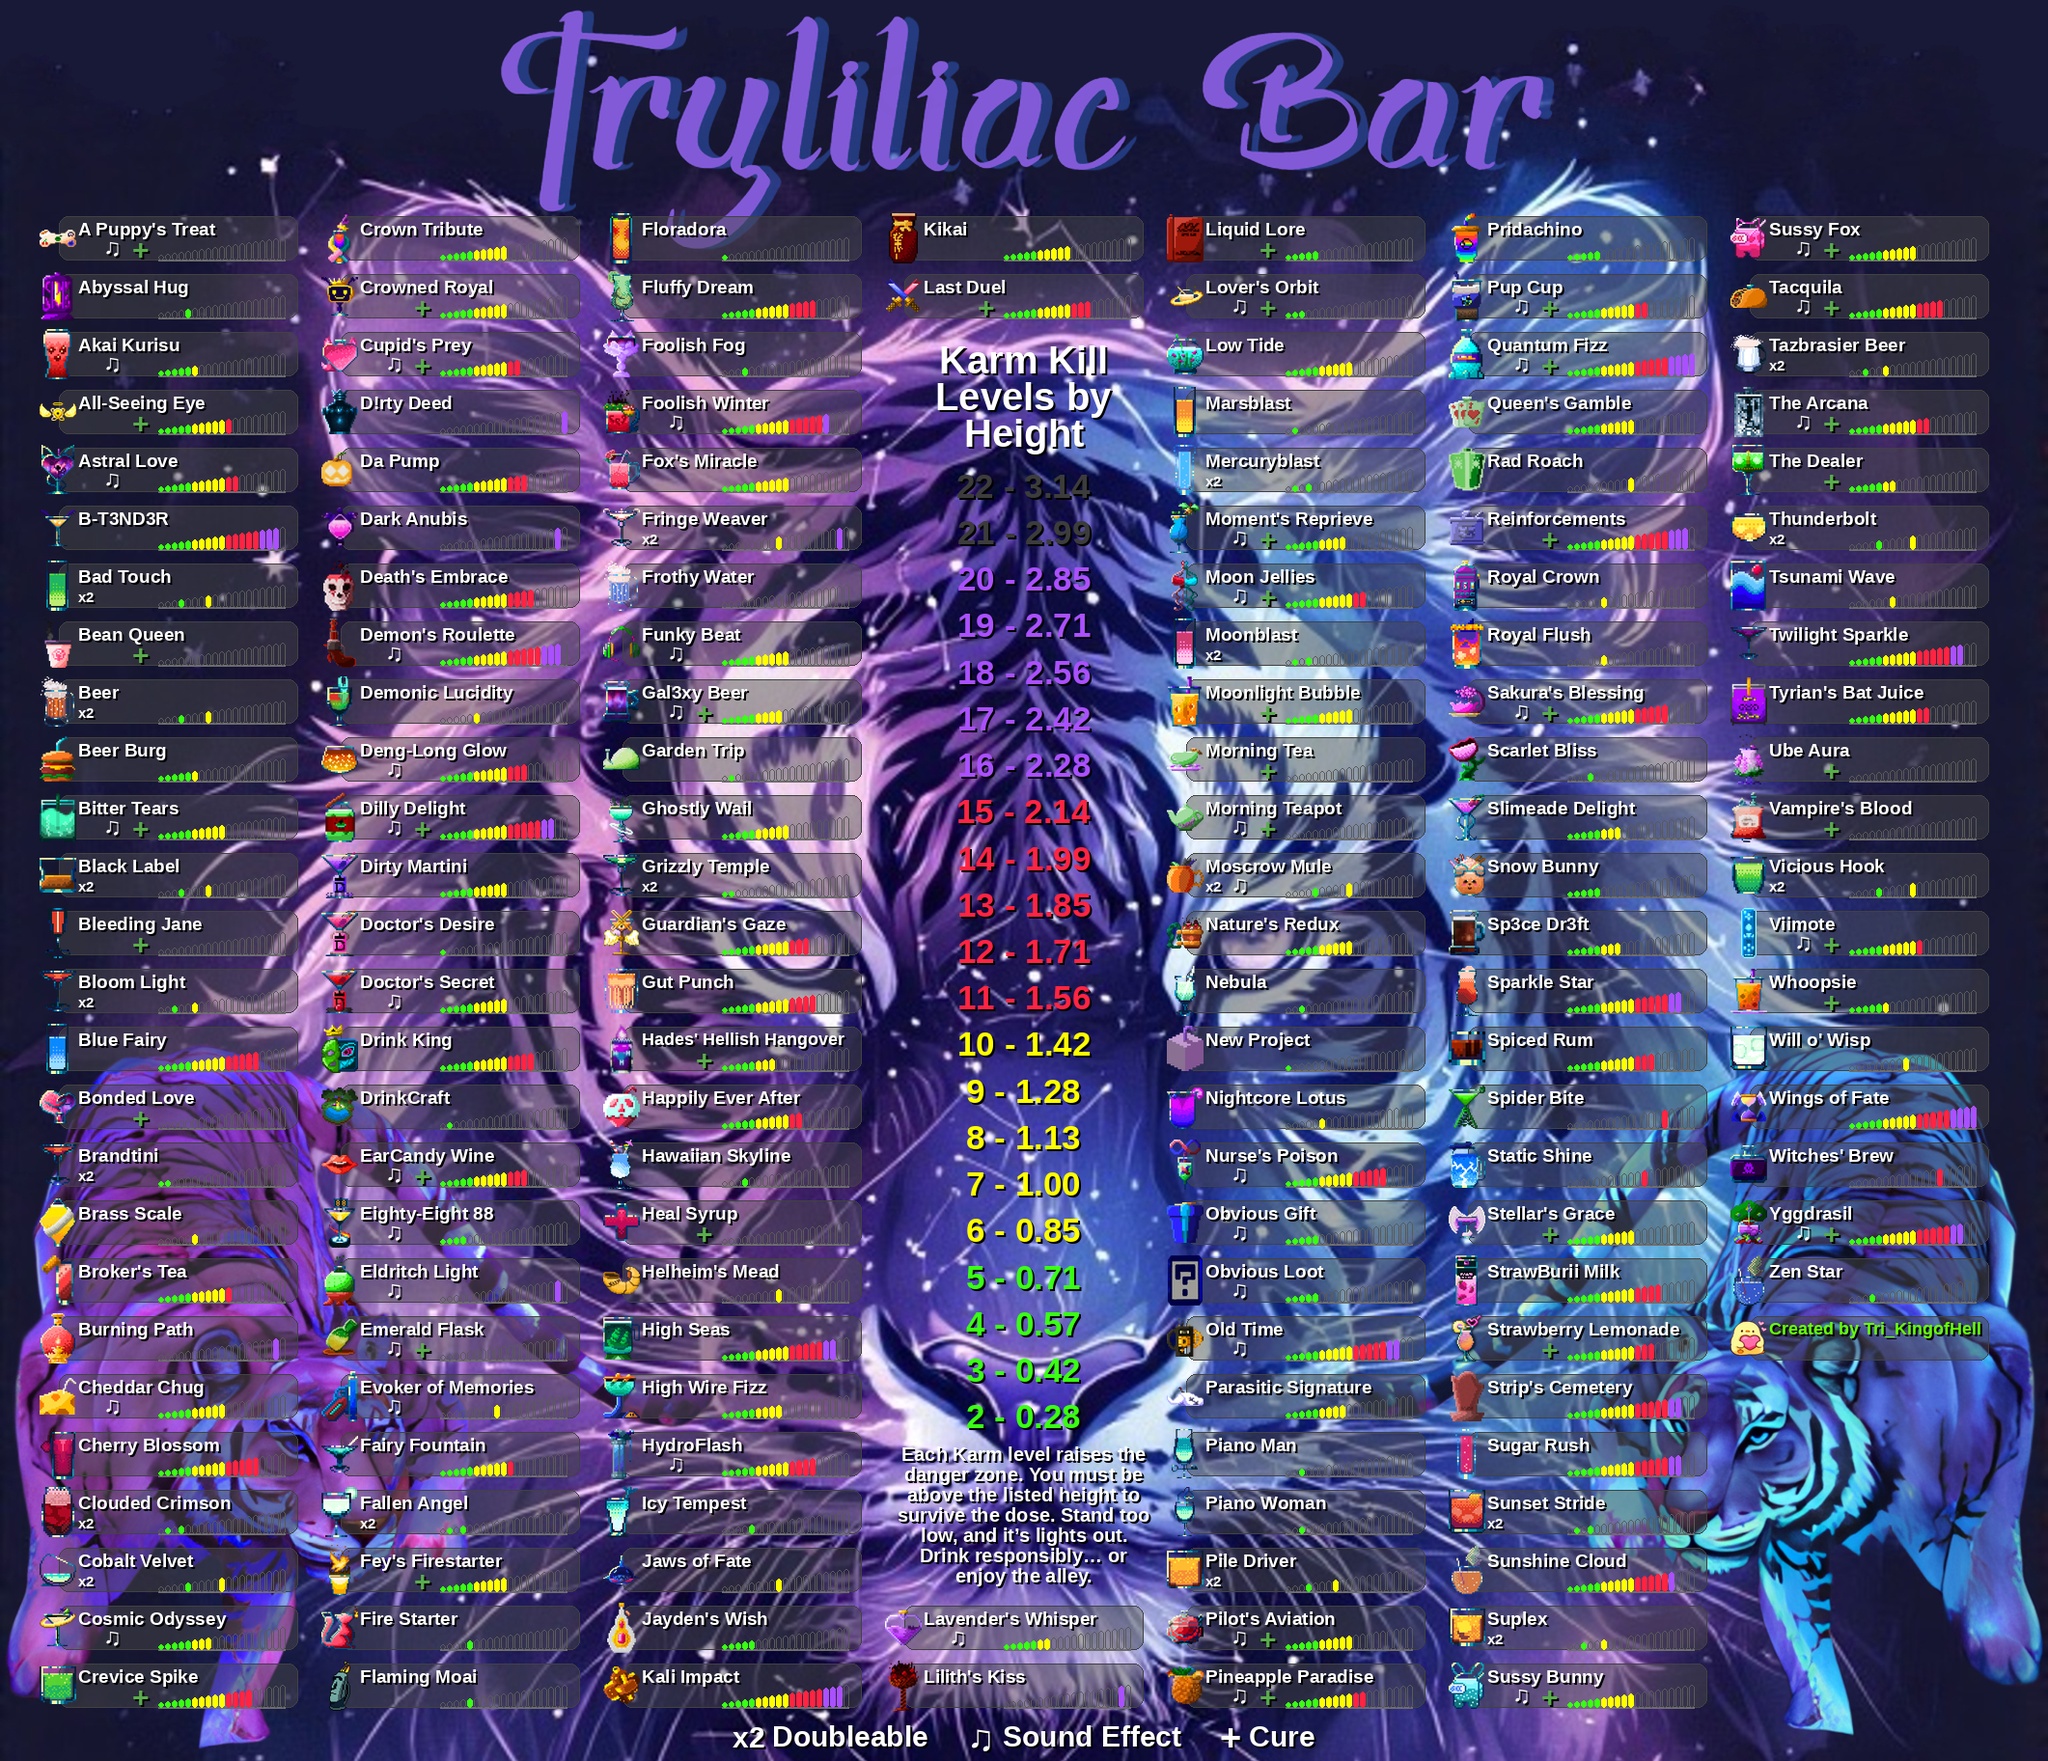 Tryliliac Bar
A Puppy's Treat
♫ +
Abyssal Hug
Akai Kurisu
♫
All-Seeing Eye
+
Astral Love
♫
B-T3ND3R
Bad Touch
x2
Bean Queen
+
Beer
x2
Beer Burg
Bitter Tears
♫ +
Black Label
x2
Bleeding Jane
+
Bloom Light
x2
Blue Fairy
Bonded Love
+
Brandtini
x2
Brass Scale
Broker's Tea
Burning Path
Cheddar Chug
♫
Cherry Blossom
Clouded Crimson
x2
Cobalt Velvet
x2
Cosmic Odyssey
♫
Crevice Spike
+
Crown Tribute
Crowned Royal
+
Cupid's Prey
♫ +
D!rty Deed
Da Pump
Dark Anubis
Death's Embrace
Demon's Roulette
♫
Demonic Lucidity
Deng-Long Glow
♫
Dilly Delight
♫ +
Dirty Martini
Doctor's Desire
Doctor's Secret
♫
Drink King
DrinkCraft
EarCandy Wine
♫ +
Eighty-Eight 88
Eldritch Light
♫
Emerald Flask
♫ +
Evoker of Memories
♫
Fairy Fountain
Fallen Angel
x2
Fey's Firestarter
+
Fire Starter
Flaming Moai
Floradora
Fluffy Dream
Foolish Fog
Foolish Winter
♫
Fox's Miracle
Fringe Weaver
x2
Frothy Water
Funky Beat
♫
Gal3xy Beer
♫ +
Garden Trip
Ghostly Wail
Grizzly Temple
x2
Guardian's Gaze
Gut Punch
Hades' Hellish Hangover
+
Happily Ever After
Hawaiian Skyline
Heal Syrup
+
Helheim's Mead
High Seas
High Wire Fizz
HydroFlash
♫
Icy Tempest
Jaws of Fate
Jayden's Wish
Kali Impact
Kikai
Last Duel
+
Karm Kill
Levels by
Height
22 - 3.14
21 - 2.99
20 - 2.85
19 - 2.71
18 - 2.56
17 - 2.42
16 - 2.28
15 - 2.14
14 - 1.99
13 - 1.85
12 - 1.71
11 - 1.56
10 - 1.42
9 - 1.28
8 - 1.13
7 - 1.00
6 - 0.85
5 - 0.71
4 - 0.57
3 - 0.42
2 - 0.28
Each Karm level raises the
danger zone. You must be
above the listed height to
survive the dose. Stand too
low, and it's lights out.
Drink responsibly... or
enjoy the alley.
Lavender's Whisper
♫
Lilith's Kiss
Liquid Lore
+
Lover's Orbit
♫ +
Low Tide
Marsblast
Mercuryblast
x2
Moment's Reprieve
♫ +
Moon Jellies
♫ +
Moonblast
x2
Moonlight Bubble
+
Morning Tea
+
Morning Teapot
♫ +
Moscrow Mule
x2 ♫
Nature's Redux
Nebula
New Project
Nightcore Lotus
Nurse's Poison
♫
Obvious Gift
♫
Obvious Loot
♫
Old Time
♫
Parasitic Signature
Piano Man
Piano Woman
Pile Driver
x2
Pilot's Aviation
♫ +
Pineapple Paradise
♫ +
Pridachino
Pup Cup
♫ +
Quantum Fizz
♫ +
Queen's Gamble
Rad Roach
Reinforcements
+
Royal Crown
Royal Flush
Sakura's Blessing
♫ +
Scarlet Bliss
Slimeade Delight
Snow Bunny
Sp3ce Dr3ft
Sparkle Star
Spiced Rum
Spider Bite
Static Shine
Stellar's Grace
+
StrawBurii Milk
Strawberry Lemonade
+
Strip's Cemetery
Sugar Rush
Sunset Stride
x2
Sunshine Cloud
Suplex
x2
Sussy Bunny
♫ +
Sussy Fox
♫ +
Tacquila
♫ +
Tazbrasier Beer
x2
The Arcana
♫ +
The Dealer
+
Thunderbolt
x2
Tsunami Wave
Twilight Sparkle
Tyrian's Bat Juice
Ube Aura
+
Vampire's Blood
+
Vicious Hook
x2
Viimote
♫ +
Whoopsie
+
Will o' Wisp
Wings of Fate
Witches' Brew
Yggdrasil
♫ +
Zen Star
Created by Tri_KingofHell
x2 Doubleable ♫ Sound Effect + Cure